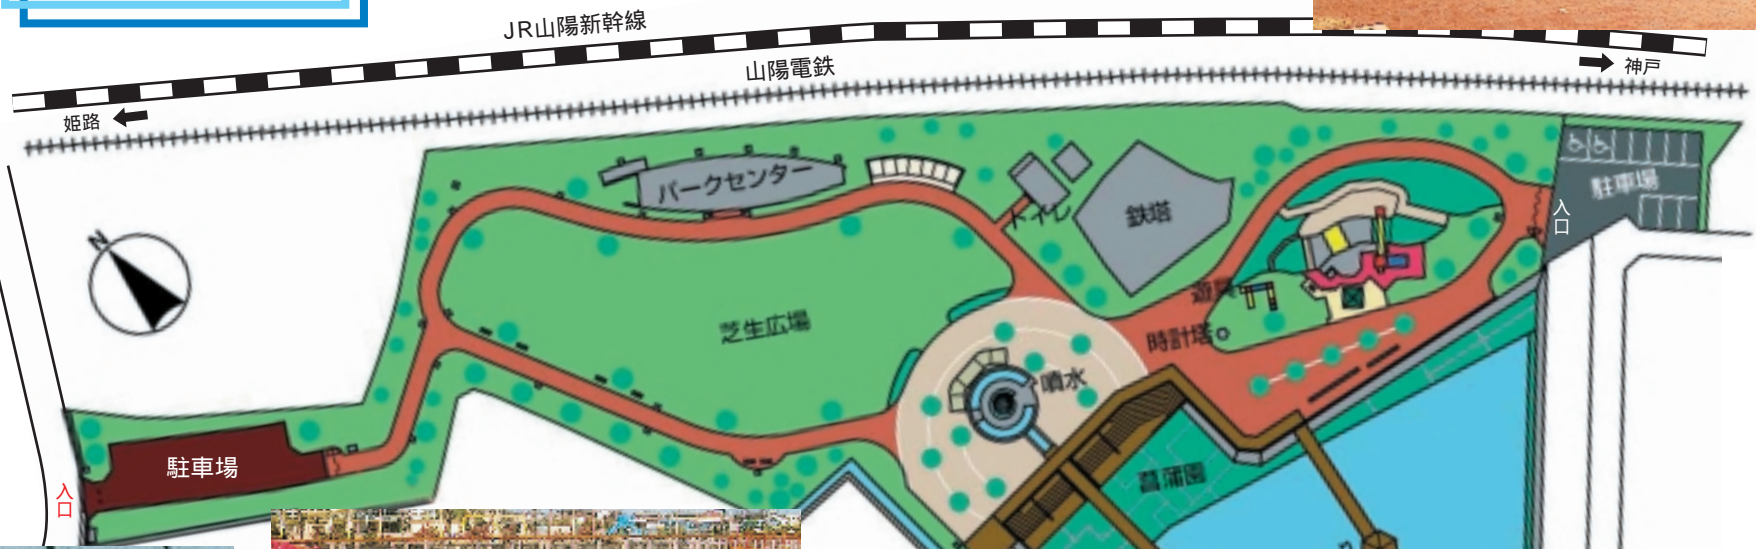 JR山陽新幹線
山陽電鉄
神戸
姫路
N
パークセンター
トイレ
鉄塔
駐車場
入口
遊具
時計塔
芝生広場
噴水
菖蒲園
駐車場
入口